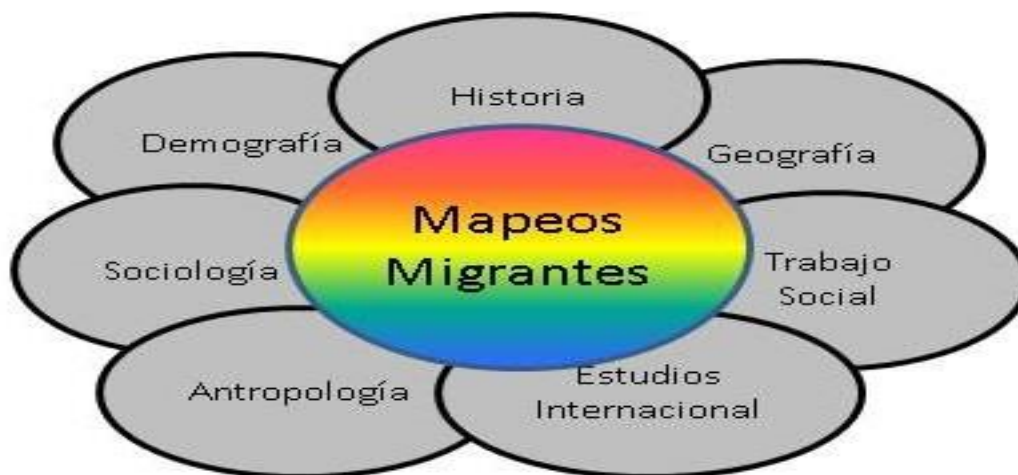 Historia
Demografía
Geografía
Mapeos
Migrantes
Sociología
Trabajo
Social
Antropología
Estudios
Internacional